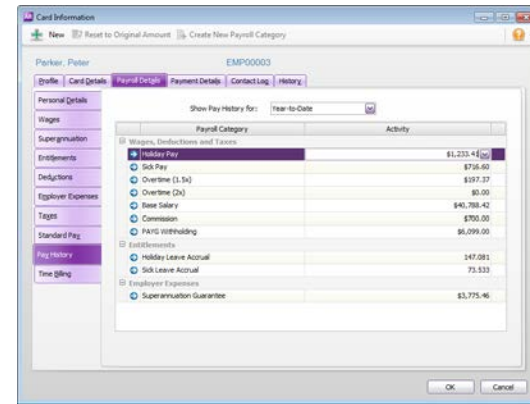 Card Information
New Reset to Original Amount Create New Payroll Category
Parker, Peter EMP00003
Profile Card Details Payroll Details Payment Details Contact Log History
Personal Details
Wages
Superannuation
Entitlements
Deductions
Employer Expenses
Taxes
Standard Pay
Pay History
Time Billing
Show Pay History for: Year-to-Date
Payroll Category Activity
Wages, Deductions and Taxes
Holiday Pay $1,233.41
Sick Pay $716.60
Overtime (1.5x) $197.37
Overtime (2x) $0.00
Base Salary $40,788.42
Commission $700.00
PAYG Withholding $6,099.00
Entitlements
Holiday Leave Accrual 147.081
Sick Leave Accrual 73.533
Employer Expenses
Superannuation Guarantee $3,775.46
OK Cancel